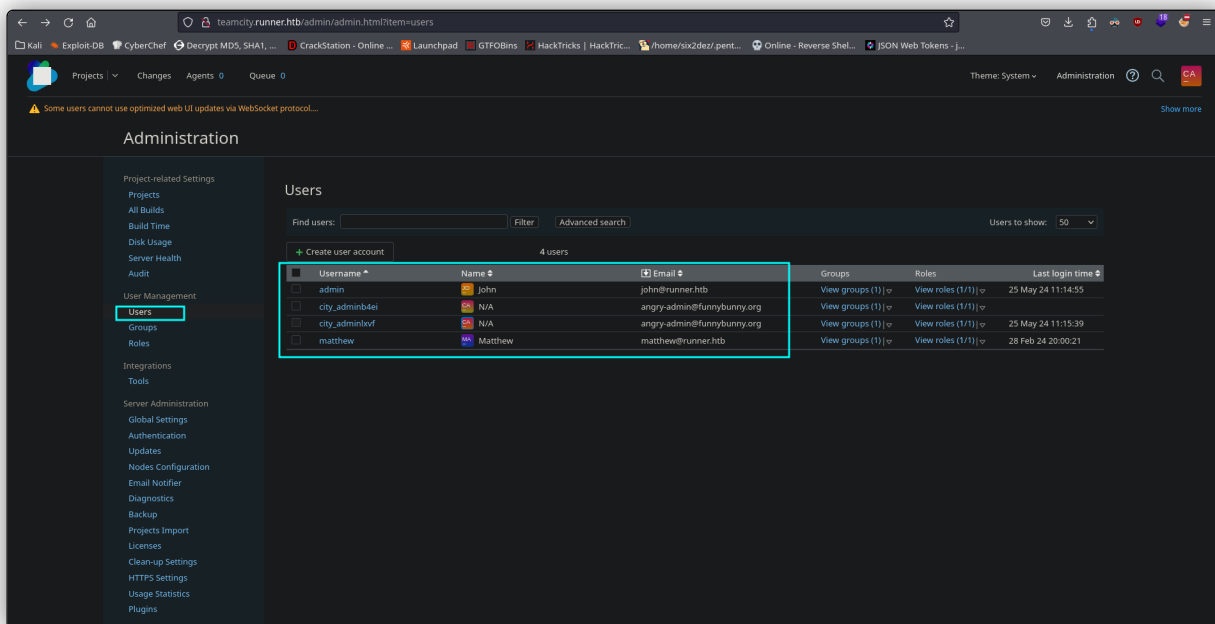 teamcity.runner.htb/admin/admin.html?item=users
18
Kali Exploit-DB CyberChef Decrypt MD5, SHA1, ... CrackStation - Online ... Launchpad GTFOBins HackTricks | HackTric... /home/six2dez/.pent... Online - Reverse Shel... JSON Web Tokens - j...
Projects Changes Agents 0 Queue 0 Theme: System Administration ? CA
Some users cannot use optimized web UI updates via WebSocket protocol.... Show more
Administration
Project-related Settings
Projects
All Builds
Build Time
Disk Usage
Server Health
Audit
User Management
Users
Groups
Roles
Integrations
Tools
Server Administration
Global Settings
Authentication
Updates
Nodes Configuration
Email Notifier
Diagnostics
Backup
Projects Import
Licenses
Clean-up Settings
HTTPS Settings
Usage Statistics
Plugins
Users
Find users: Filter Advanced search Users to show: 50
+ Create user account 4 users
Username Name Email Groups Roles Last login time
admin JO John john@runner.htb View groups (1) View roles (1/1) 25 May 24 11:14:55
city_adminb4ei CA N/A angry-admin@funnybunny.org View groups (1) View roles (1/1)
city_adminlxvf CA N/A angry-admin@funnybunny.org View groups (1) View roles (1/1) 25 May 24 11:15:39
matthew MA Matthew matthew@runner.htb View groups (1) View roles (1/1) 28 Feb 24 20:00:21